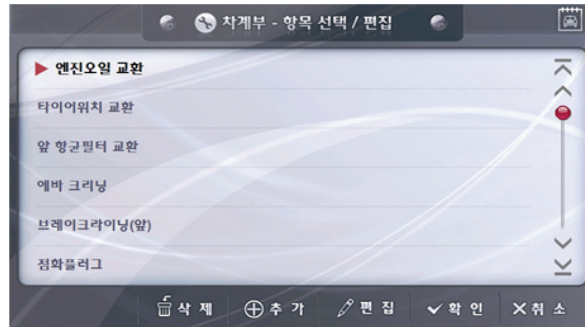 차계부 - 항목 선택 / 편집
엔진오일 교환
타이어위치 교환
앞 향균필터 교환
에바 크리닝
브레이크라이닝(앞)
점화플러그
삭 제 추 가 편 집 확 인 취 소